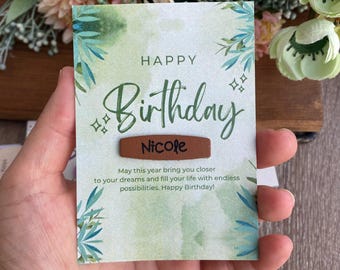 HAPPY
Birthday
Nicole
May this year bring you closer
to your dreams and fill your life with endless
possibilities. Happy Birthday!